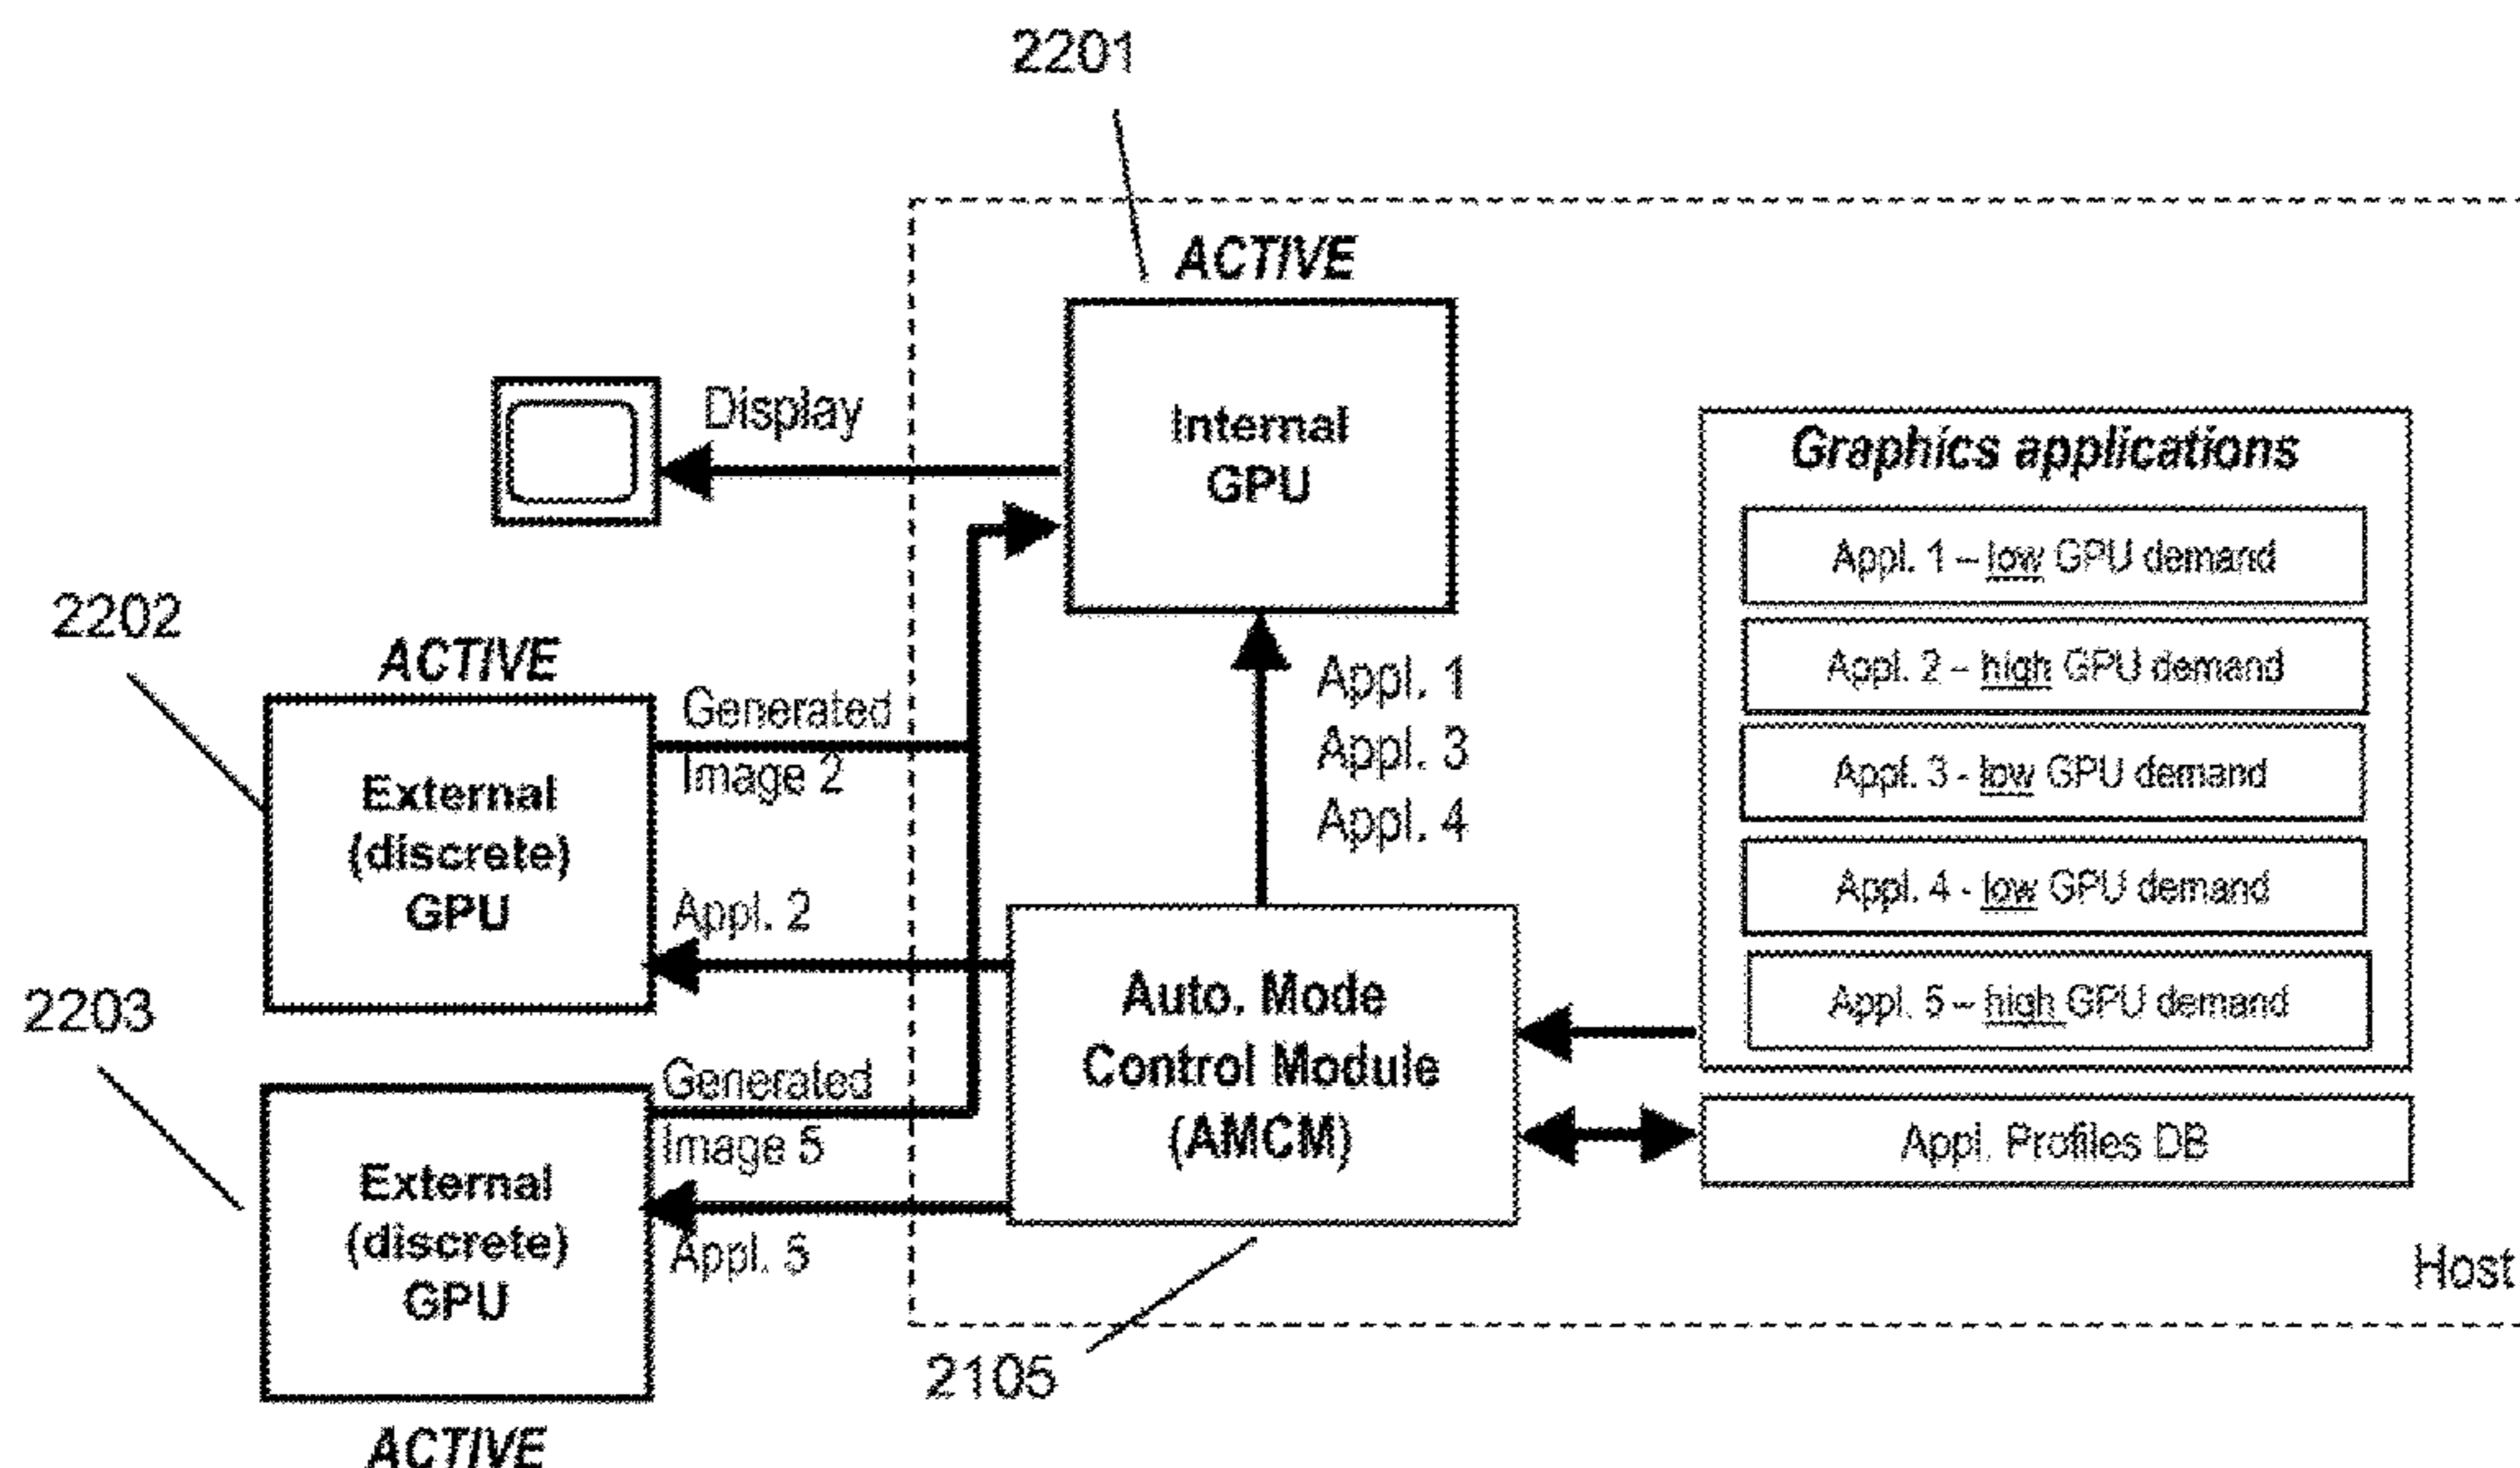 2201
ACTIVE
Internal
GPU
Display
Graphics applications
Appl. 1 – low GPU demand
Appl. 2 – high GPU demand
Appl. 3 - low GPU demand
Appl. 4 - low GPU demand
Appl. 5 – high GPU demand
2202
ACTIVE
External
(discrete)
GPU
Generated
Image 2
Appl. 2
Appl. 1
Appl. 3
Appl. 4
Auto. Mode
Control Module
(AMCM)
Appl. Profiles DB
2203
External
(discrete)
GPU
ACTIVE
Generated
Image 5
Appl. 5
2105
Host